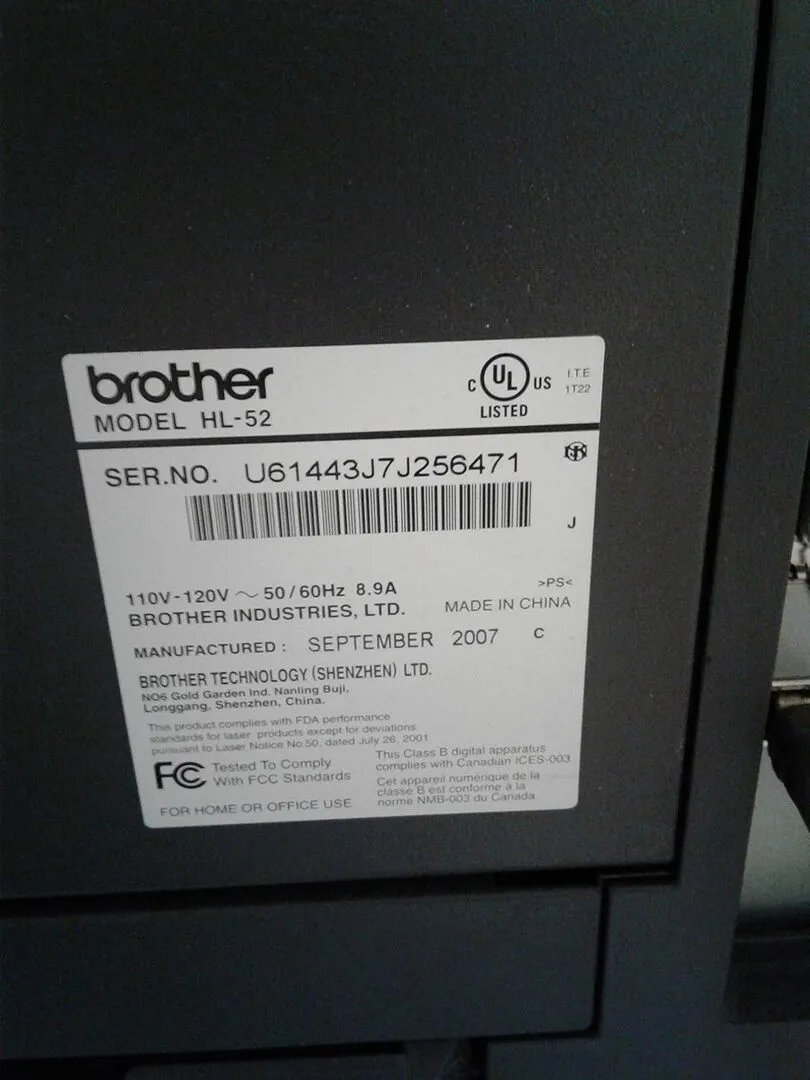 brother
MODEL HL-52
C UL US
LISTED
I.T.E
1T22
SER.NO. U61443J7J256471
J
110V-120V ~ 50/60Hz 8.9A
>PS<
BROTHER INDUSTRIES, LTD.
MADE IN CHINA
MANUFACTURED : SEPTEMBER 2007 C
BROTHER TECHNOLOGY (SHENZHEN) LTD.
NO6 Gold Garden Ind. Nanling Buji,
Longgang, Shenzhen, China.
This product complies with FDA performance
standards for laser products except for deviations
pursuant to Laser Notice No.50, dated July 26, 2001
FC Tested To Comply
With FCC Standards
FOR HOME OR OFFICE USE
This Class B digital apparatus
complies with Canadian ICES-003
Cet appareil numérique de la
classe B est conforme à la
norme NMB-003 du Canada